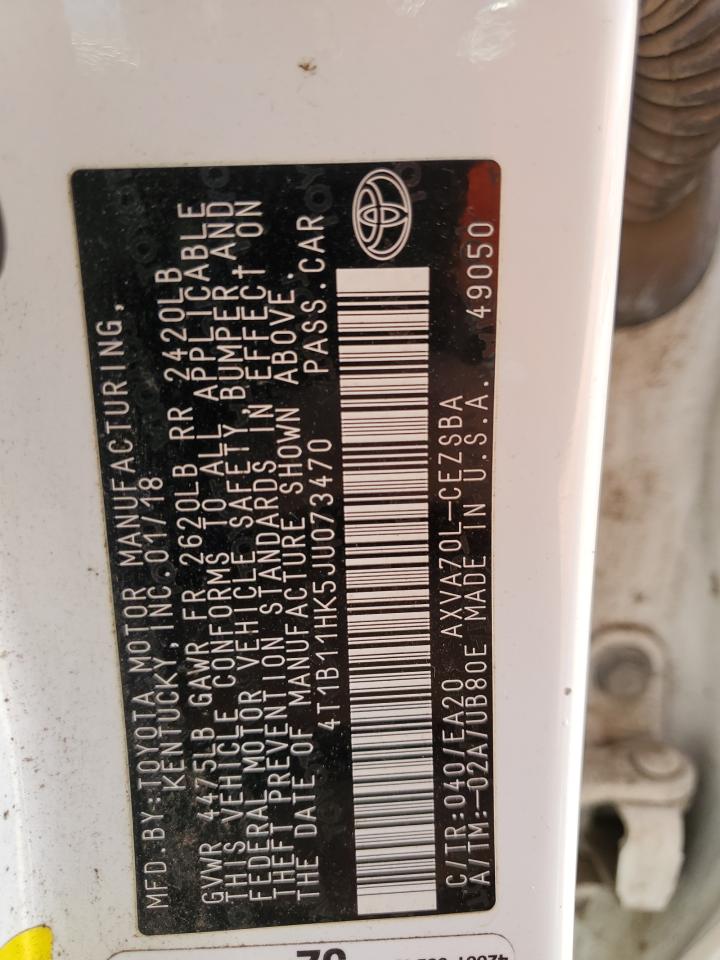 MFD.BY:TOYOTA MOTOR MANUFACTURING,
KENTUCKY, INC.01/18
GVWR 4475LB GAWR FR 2620LB RR 2420LB
THIS VEHICLE CONFORMS TO ALL APPLICABLE
FEDERAL MOTOR VEHICLE SAFETY,BUMPER AND
THEFT PREVENTION STANDARDS IN EFFECT ON
THE DATE OF MANUFACTURE SHOWN ABOVE.
4T1B11HK5JU073470 PASS.CAR
C/TR:040/EA20 AXVA70L-CEZSBA
A/TM:-02A/UB80E MADE IN U.S.A. 49050